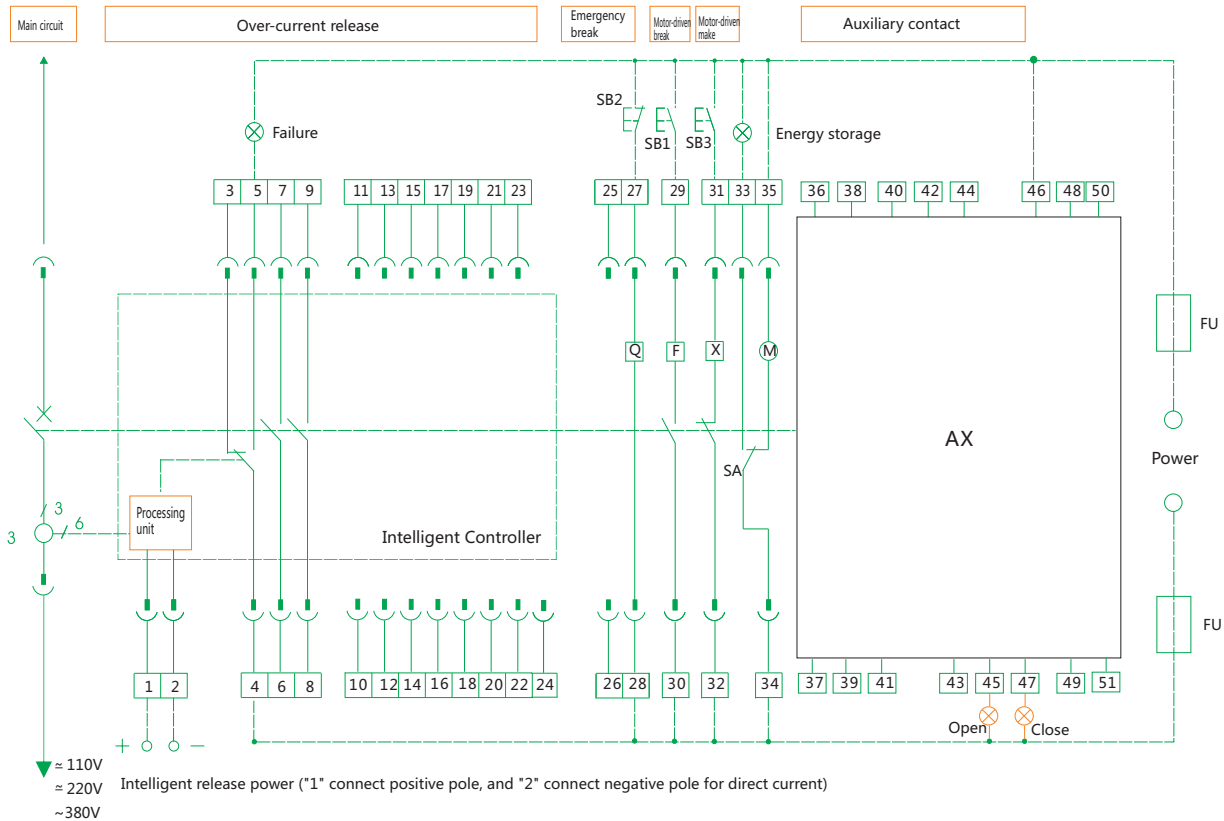 Main circuit
Over-current release
Emergency
break
Motor-driven
break
Motor-driven
make
Auxiliary contact
SB2
Failure
SB1
SB3
Energy storage
3 5 7 9 11 13 15 17 19 21 23 25 27 29 31 33 35 36 38 40 42 44 46 48 50
FU
Q F X M
AX
Power
SA
3
3 6
Processing
unit
Intelligent Controller
FU
1 2 4 6 8 10 12 14 16 18 20 22 24 26 28 30 32 34 37 39 41 43 45 47 49 51
Open Close
+ −
≃ 110V
≃ 220V
~380V
Intelligent release power ("1" connect positive pole, and "2" connect negative pole for direct current)